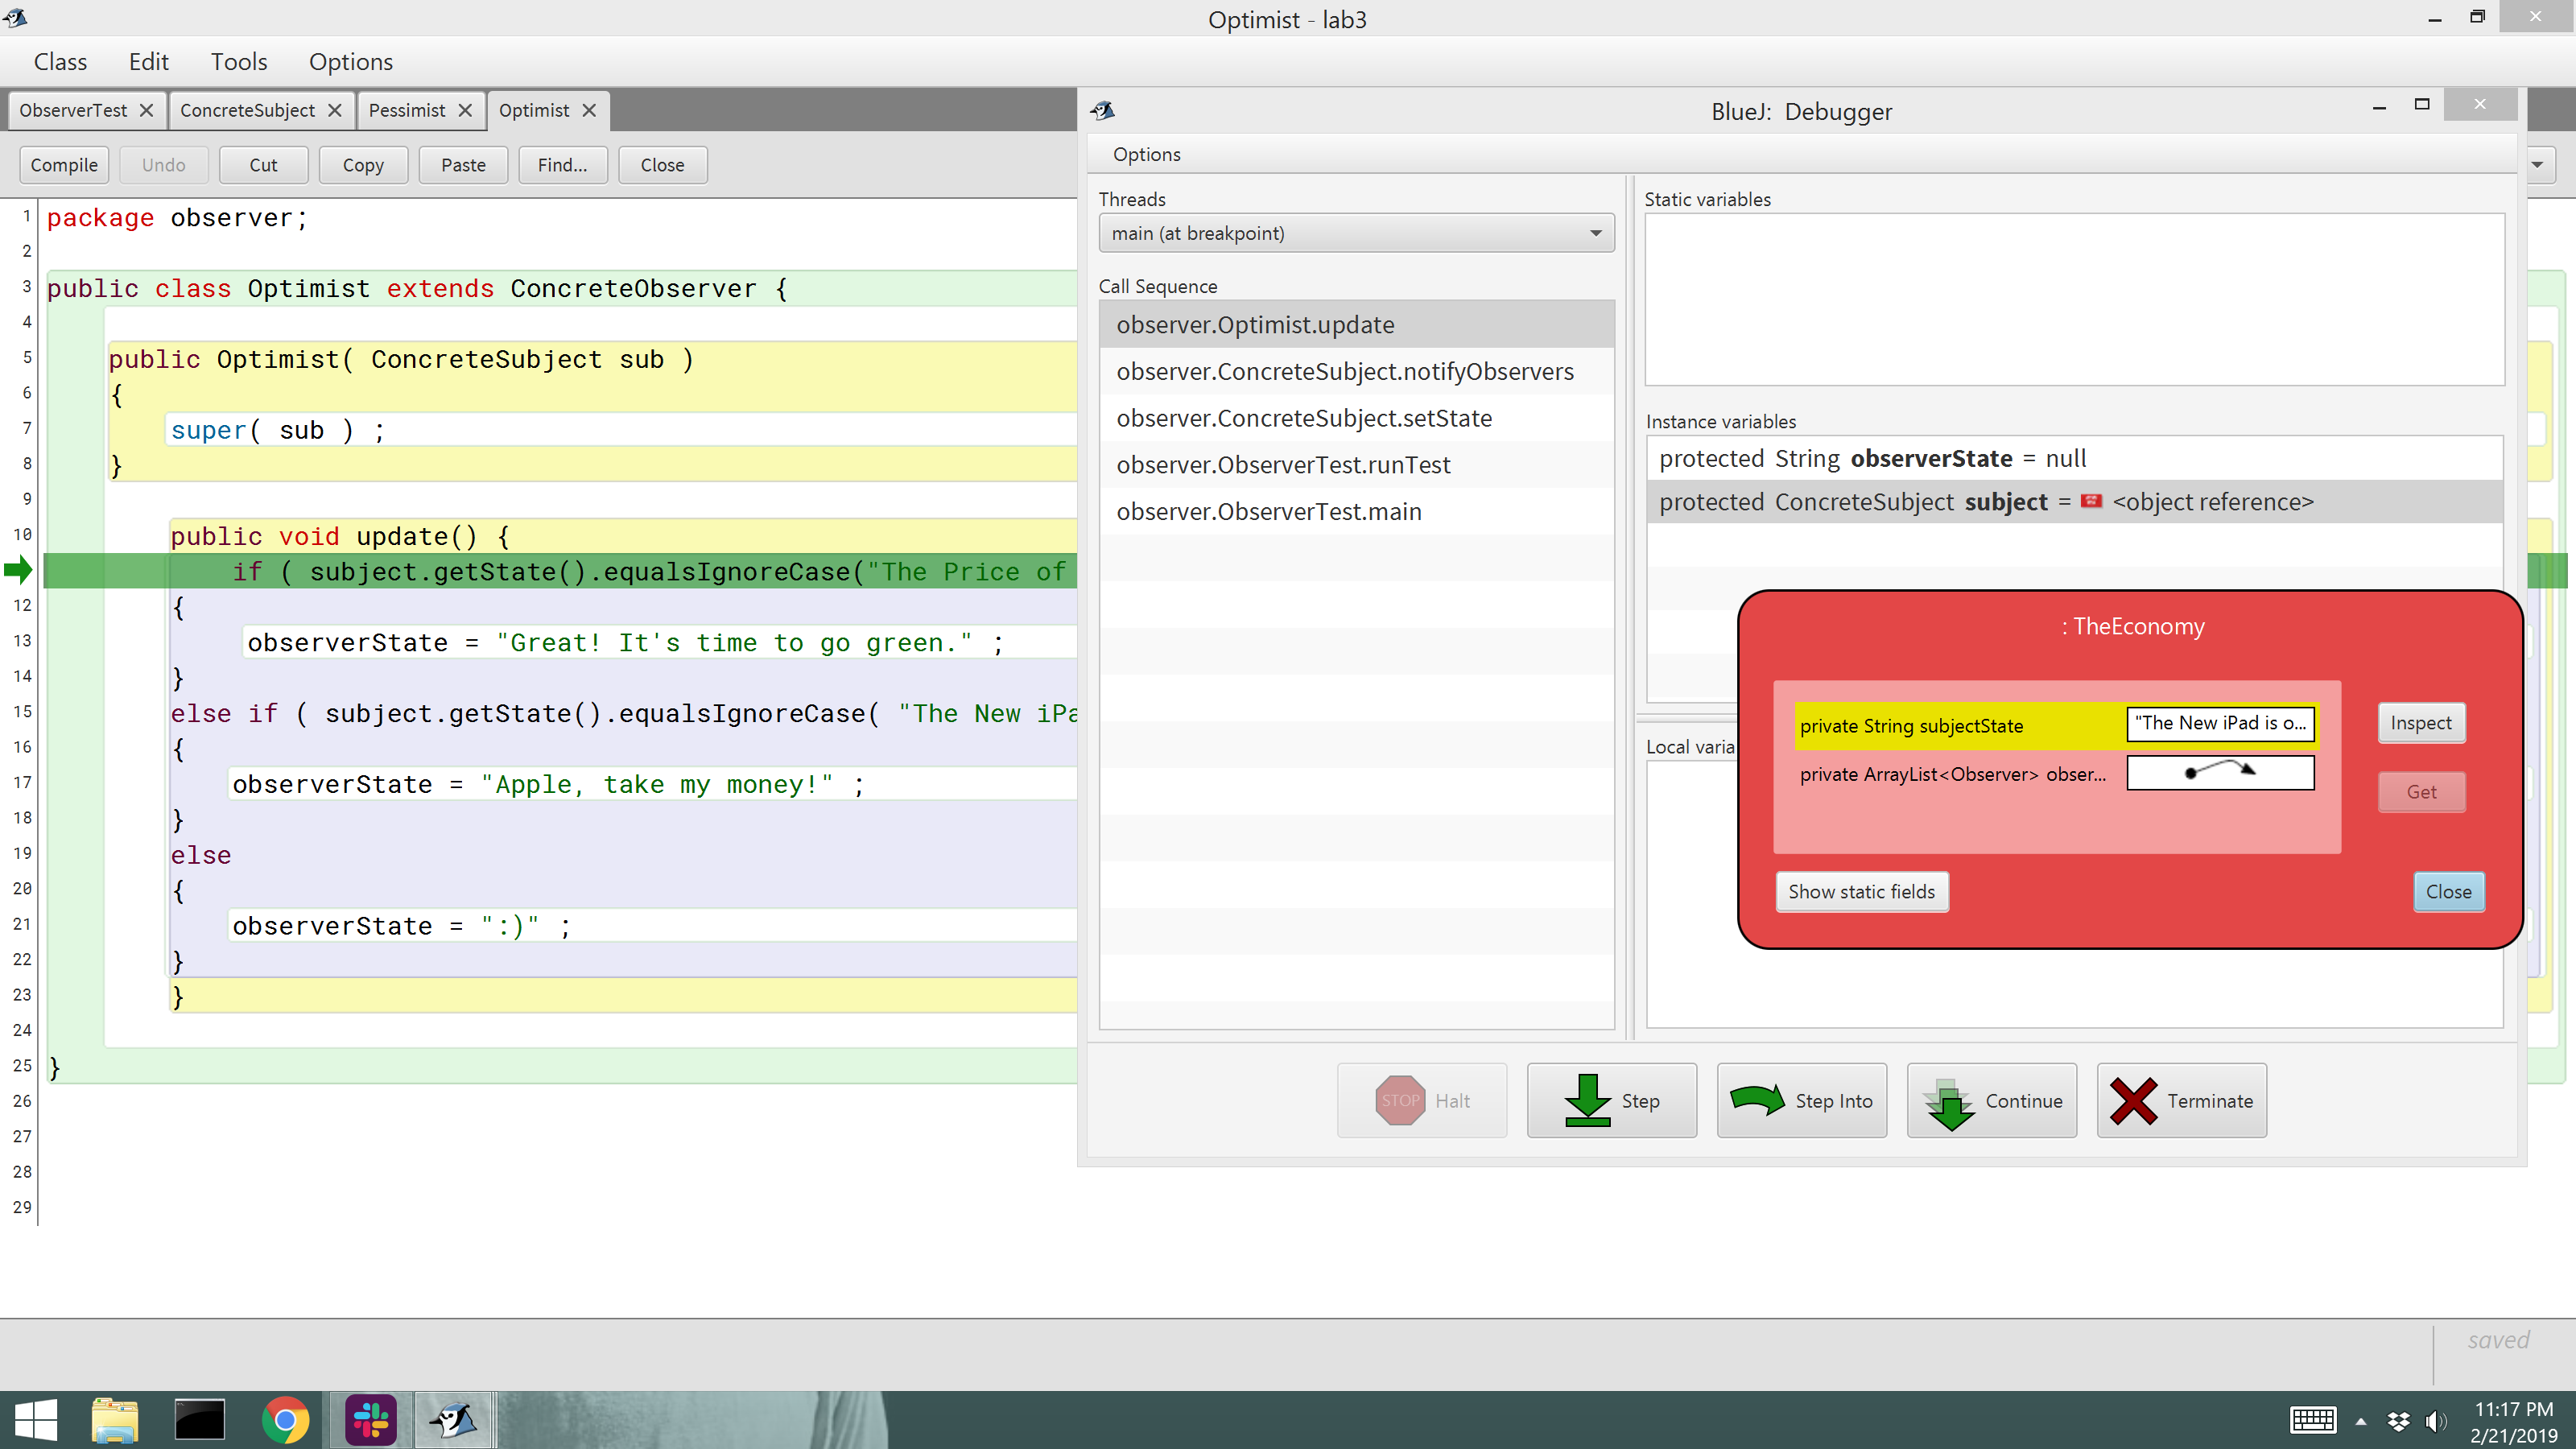 Optimist - lab3
Class Edit Tools Options
ObserverTest ConcreteSubject Pessimist Optimist
Compile Undo Cut Copy Paste Find... Close
1 package observer;
2
3 public class Optimist extends ConcreteObserver {
4
5 public Optimist( ConcreteSubject sub )
6 {
7 super( sub ) ;
8 }
9
10 public void update() {
if ( subject.getState().equalsIgnoreCase("The Price of
12 {
13 observerState = "Great! It's time to go green." ;
14 }
15 else if ( subject.getState().equalsIgnoreCase( "The New iPa
16 {
17 observerState = "Apple, take my money!" ;
18 }
19 else
20 {
21 observerState = ":)" ;
22 }
23 }
24
25 }
26
27
28
29
BlueJ: Debugger
Options
Threads
main (at breakpoint)
Call Sequence
observer.Optimist.update
observer.ConcreteSubject.notifyObservers
observer.ConcreteSubject.setState
observer.ObserverTest.runTest
observer.ObserverTest.main
Static variables
Instance variables
protected String observerState = null
protected ConcreteSubject subject = <object reference>
Local varia
: TheEconomy
private String subjectState "The New iPad is o...
private ArrayList<Observer> obser...
Inspect
Get
Show static fields
Close
STOP Halt Step Step Into Continue Terminate
saved
11:17 PM
2/21/2019